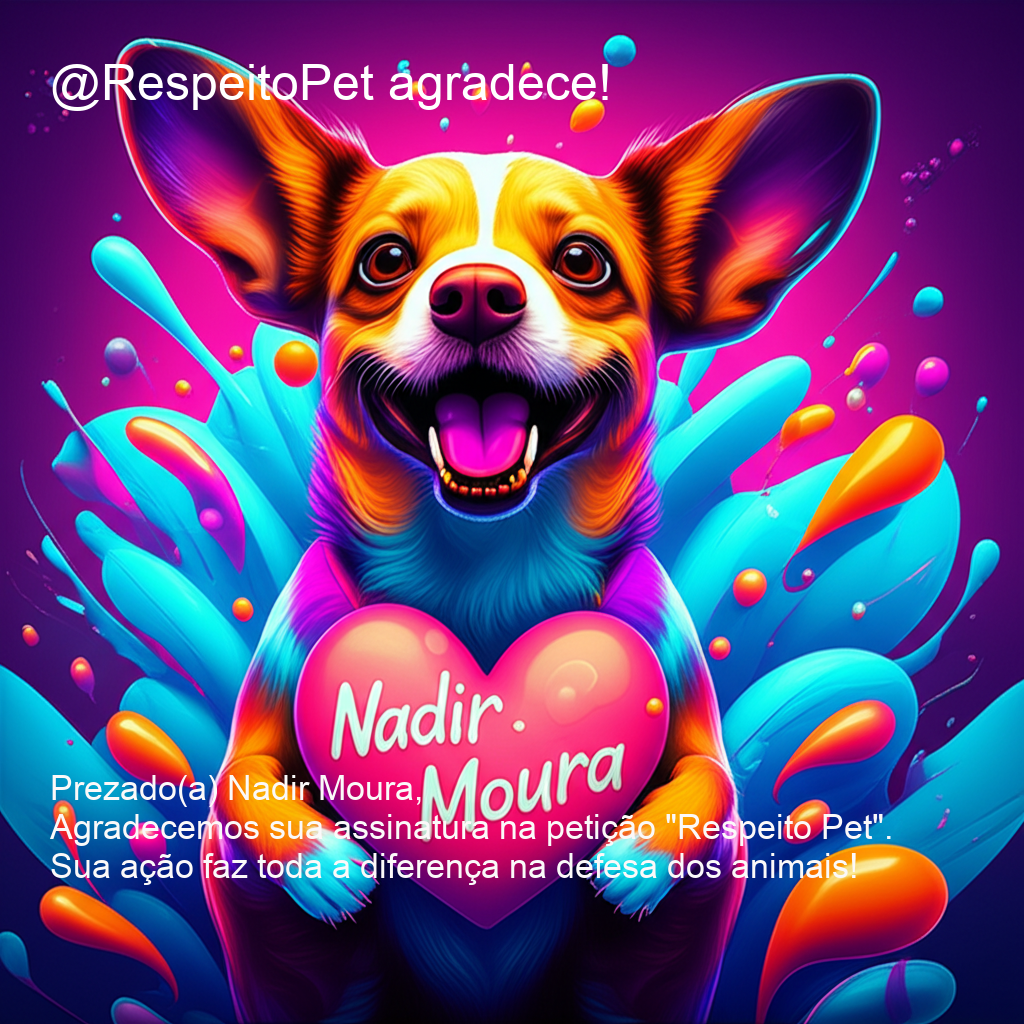 @RespeitoPet agradece!
Nadir.
Moura
Prezado(a) Nadir Moura,
Agradecemos sua assinatura na petição "Respeito Pet".
Sua ação faz toda a diferença na defesa dos animais!